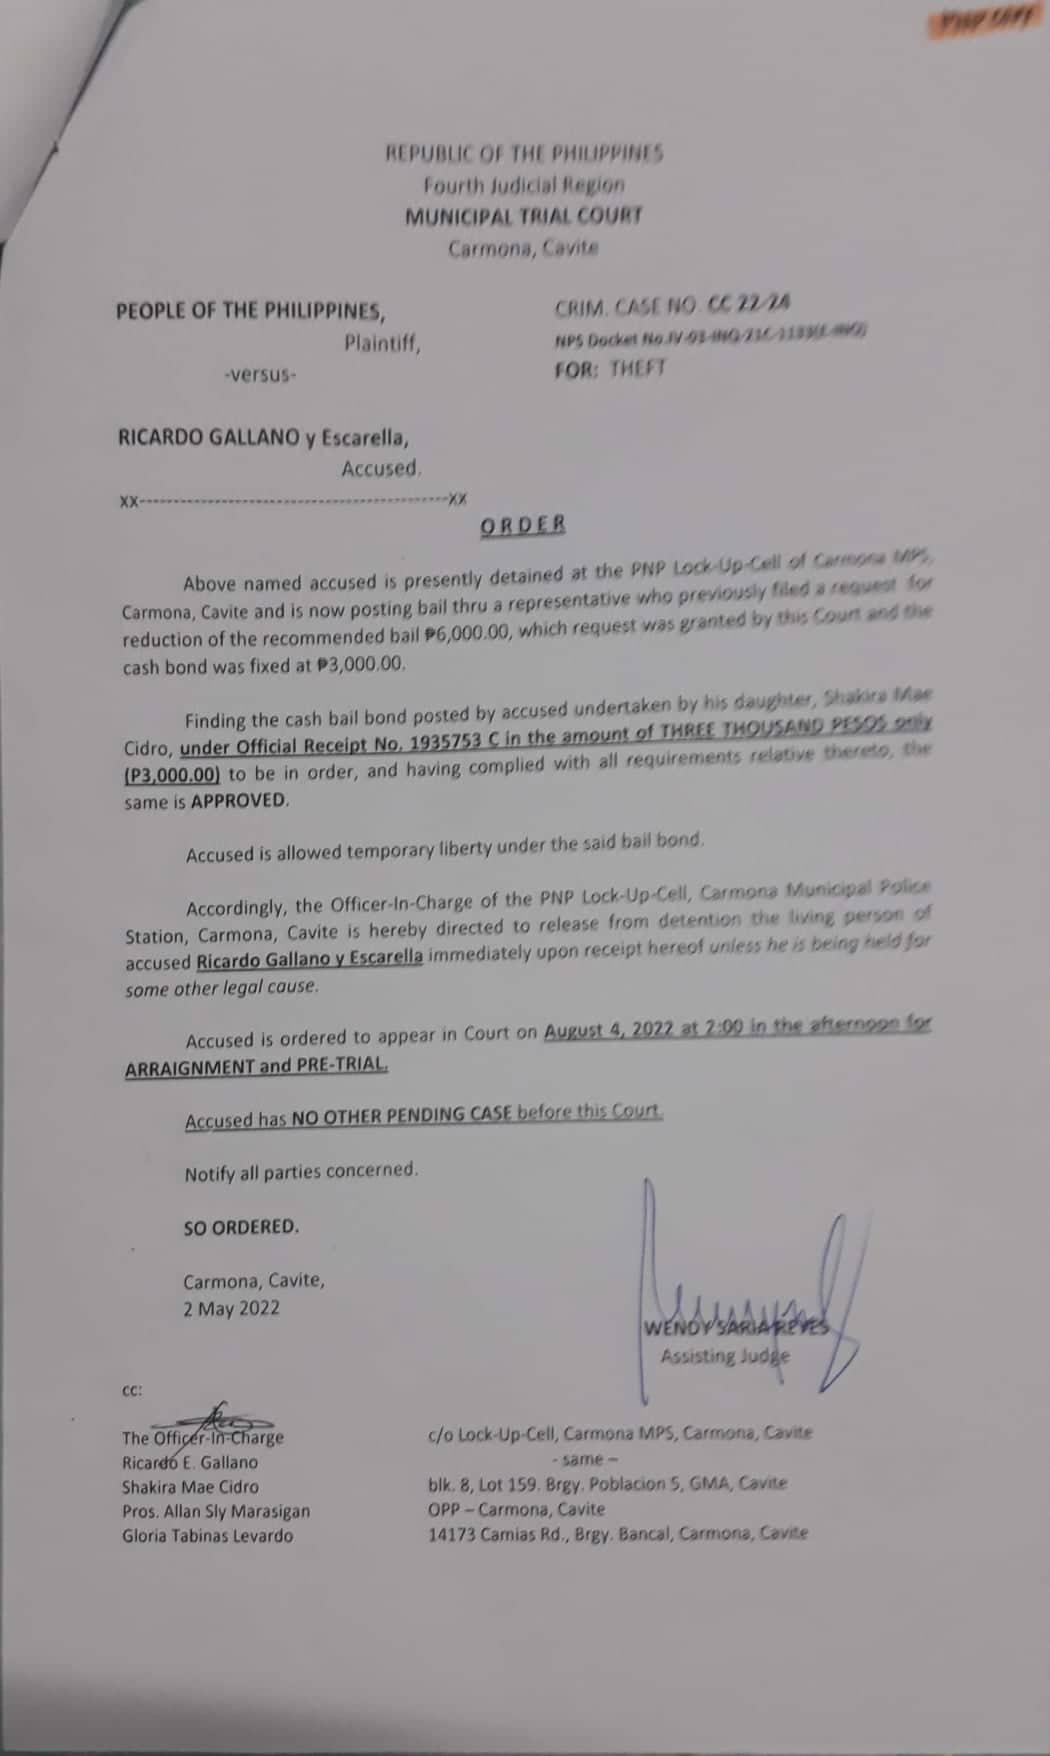 REPUBLIC OF THE PHILIPPINES
Fourth Judicial Region
MUNICIPAL TRIAL COURT
Carmona, Cavite
PEOPLE OF THE PHILIPPINES,
Plaintiff,
-versus-
CRIM. CASE NO. CC 22-24
NPS Docket No.
FOR: THEFT
RICARDO GALLANO y Escarella,
Accused.
xx---------------------------------------------xx
ORDER
Above named accused is presently detained at the PNP Lock-Up-Cell of Carmona MPS,
Carmona, Cavite and is now posting bail thru a representative who previously filed a request for
reduction of the recommended bail ₱6,000.00, which request was granted by this Court and the
cash bond was fixed at ₱3,000.00.
Finding the cash bail bond posted by accused undertaken by his daughter, Shakira Mae
Cidro, under Official Receipt No. 1935753 C in the amount of THREE THOUSAND PESOS only
(P3,000.00) to be in order, and having complied with all requirements relative thereto, the
same is APPROVED.
Accused is allowed temporary liberty under the said bail bond.
Accordingly, the Officer-In-Charge of the PNP Lock-Up-Cell, Carmona Municipal Police
Station, Carmona, Cavite is hereby directed to release from detention the living person of
accused Ricardo Gallano y Escarella immediately upon receipt hereof unless he is being held for
some other legal cause.
Accused is ordered to appear in Court on August 4, 2022 at 2:00 in the afternoon for
ARRAIGNMENT and PRE-TRIAL.
Accused has NO OTHER PENDING CASE before this Court.
Notify all parties concerned.
SO ORDERED.
Carmona, Cavite,
2 May 2022
WENDY SARIA REYES
Assisting Judge
cc:
The Officer-In-Charge c/o Lock-Up-Cell, Carmona MPS, Carmona, Cavite
Ricardo E. Gallano - same –
Shakira Mae Cidro blk. 8, Lot 159. Brgy. Poblacion 5, GMA, Cavite
Pros. Allan Sly Marasigan OPP – Carmona, Cavite
Gloria Tabinas Levardo 14173 Camias Rd., Brgy. Bancal, Carmona, Cavite